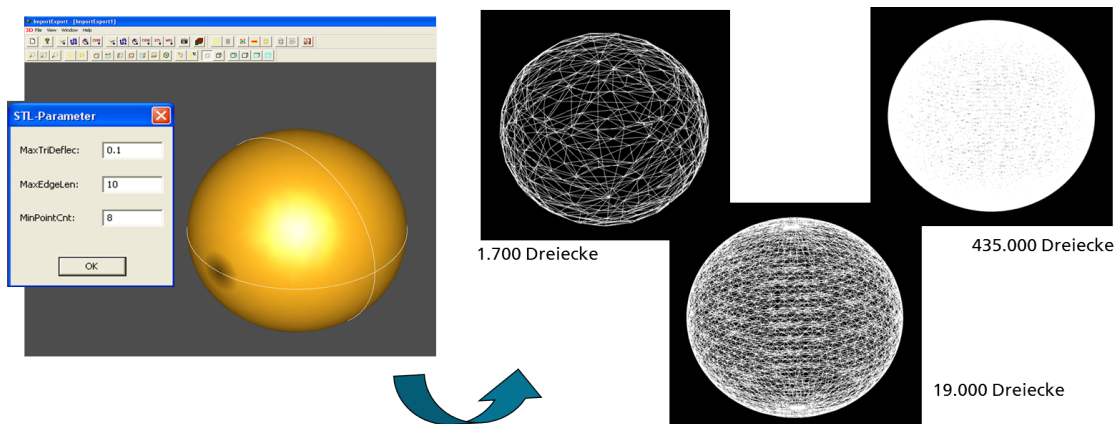 ImportExport - [ImportExport1]
3D File View Window Help
STL-Parameter
MaxTriDeflec: 0.1
MaxEdgeLen: 10
MinPointCnt: 8
OK
1.700 Dreiecke
435.000 Dreiecke
19.000 Dreiecke